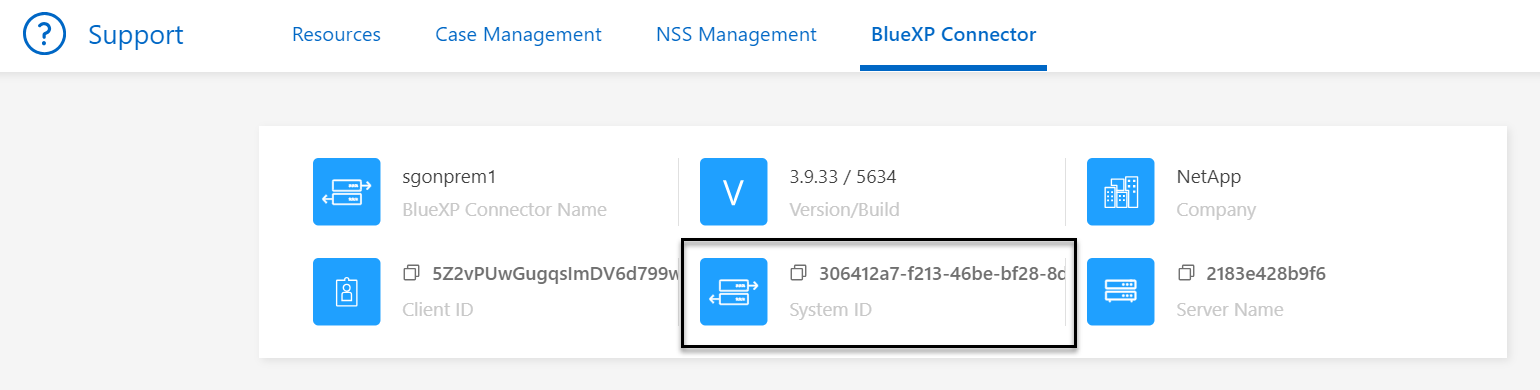 ?
Support
Resources
Case Management
NSS Management
BlueXP Connector
sgonprem1
BlueXP Connector Name
V
3.9.33 / 5634
Version/Build
NetApp
Company
5Z2vPUwGugqsImDV6d799w
Client ID
306412a7-f213-46be-bf28-8d
System ID
2183e428b9f6
Server Name